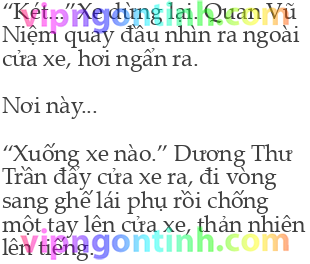 “Két...”Xe dừng lại. Quan Vũ
Niệm quay đầu nhìn ra ngoài
cửa xe, hơi ngẩn ra.
Nơi này...
“Xuống xe nào.” Dương Thư
Trần đẩy cửa xe ra, đi vòng
sang ghế lái phụ rồi chống
một tay lên cửa xe, thản nhiên
lên tiếng.
vipngontinh.com
vipngontinh.com